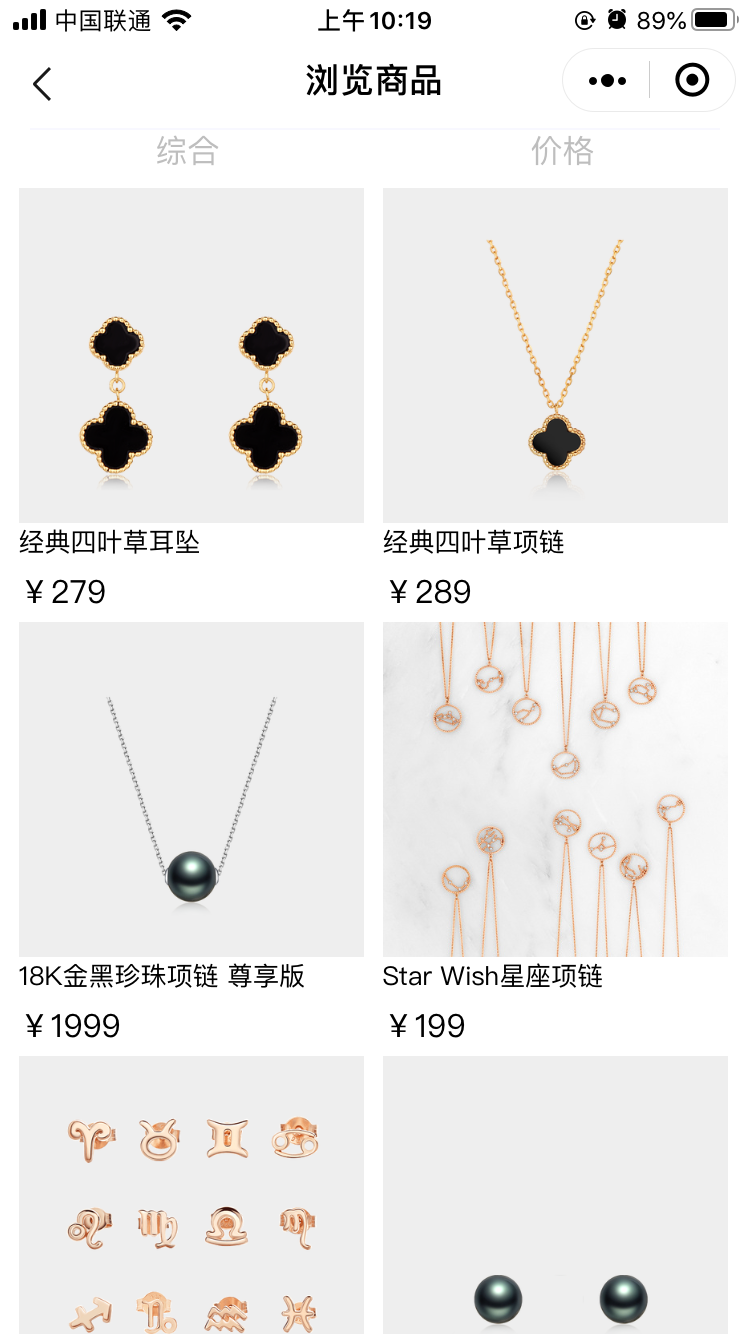 中国联通 上午10:19 89%
浏览商品
综合 价格
经典四叶草耳坠 经典四叶草项链
￥279 ￥289
18K金黑珍珠项链 尊享版 Star Wish星座项链
￥1999 ￥199